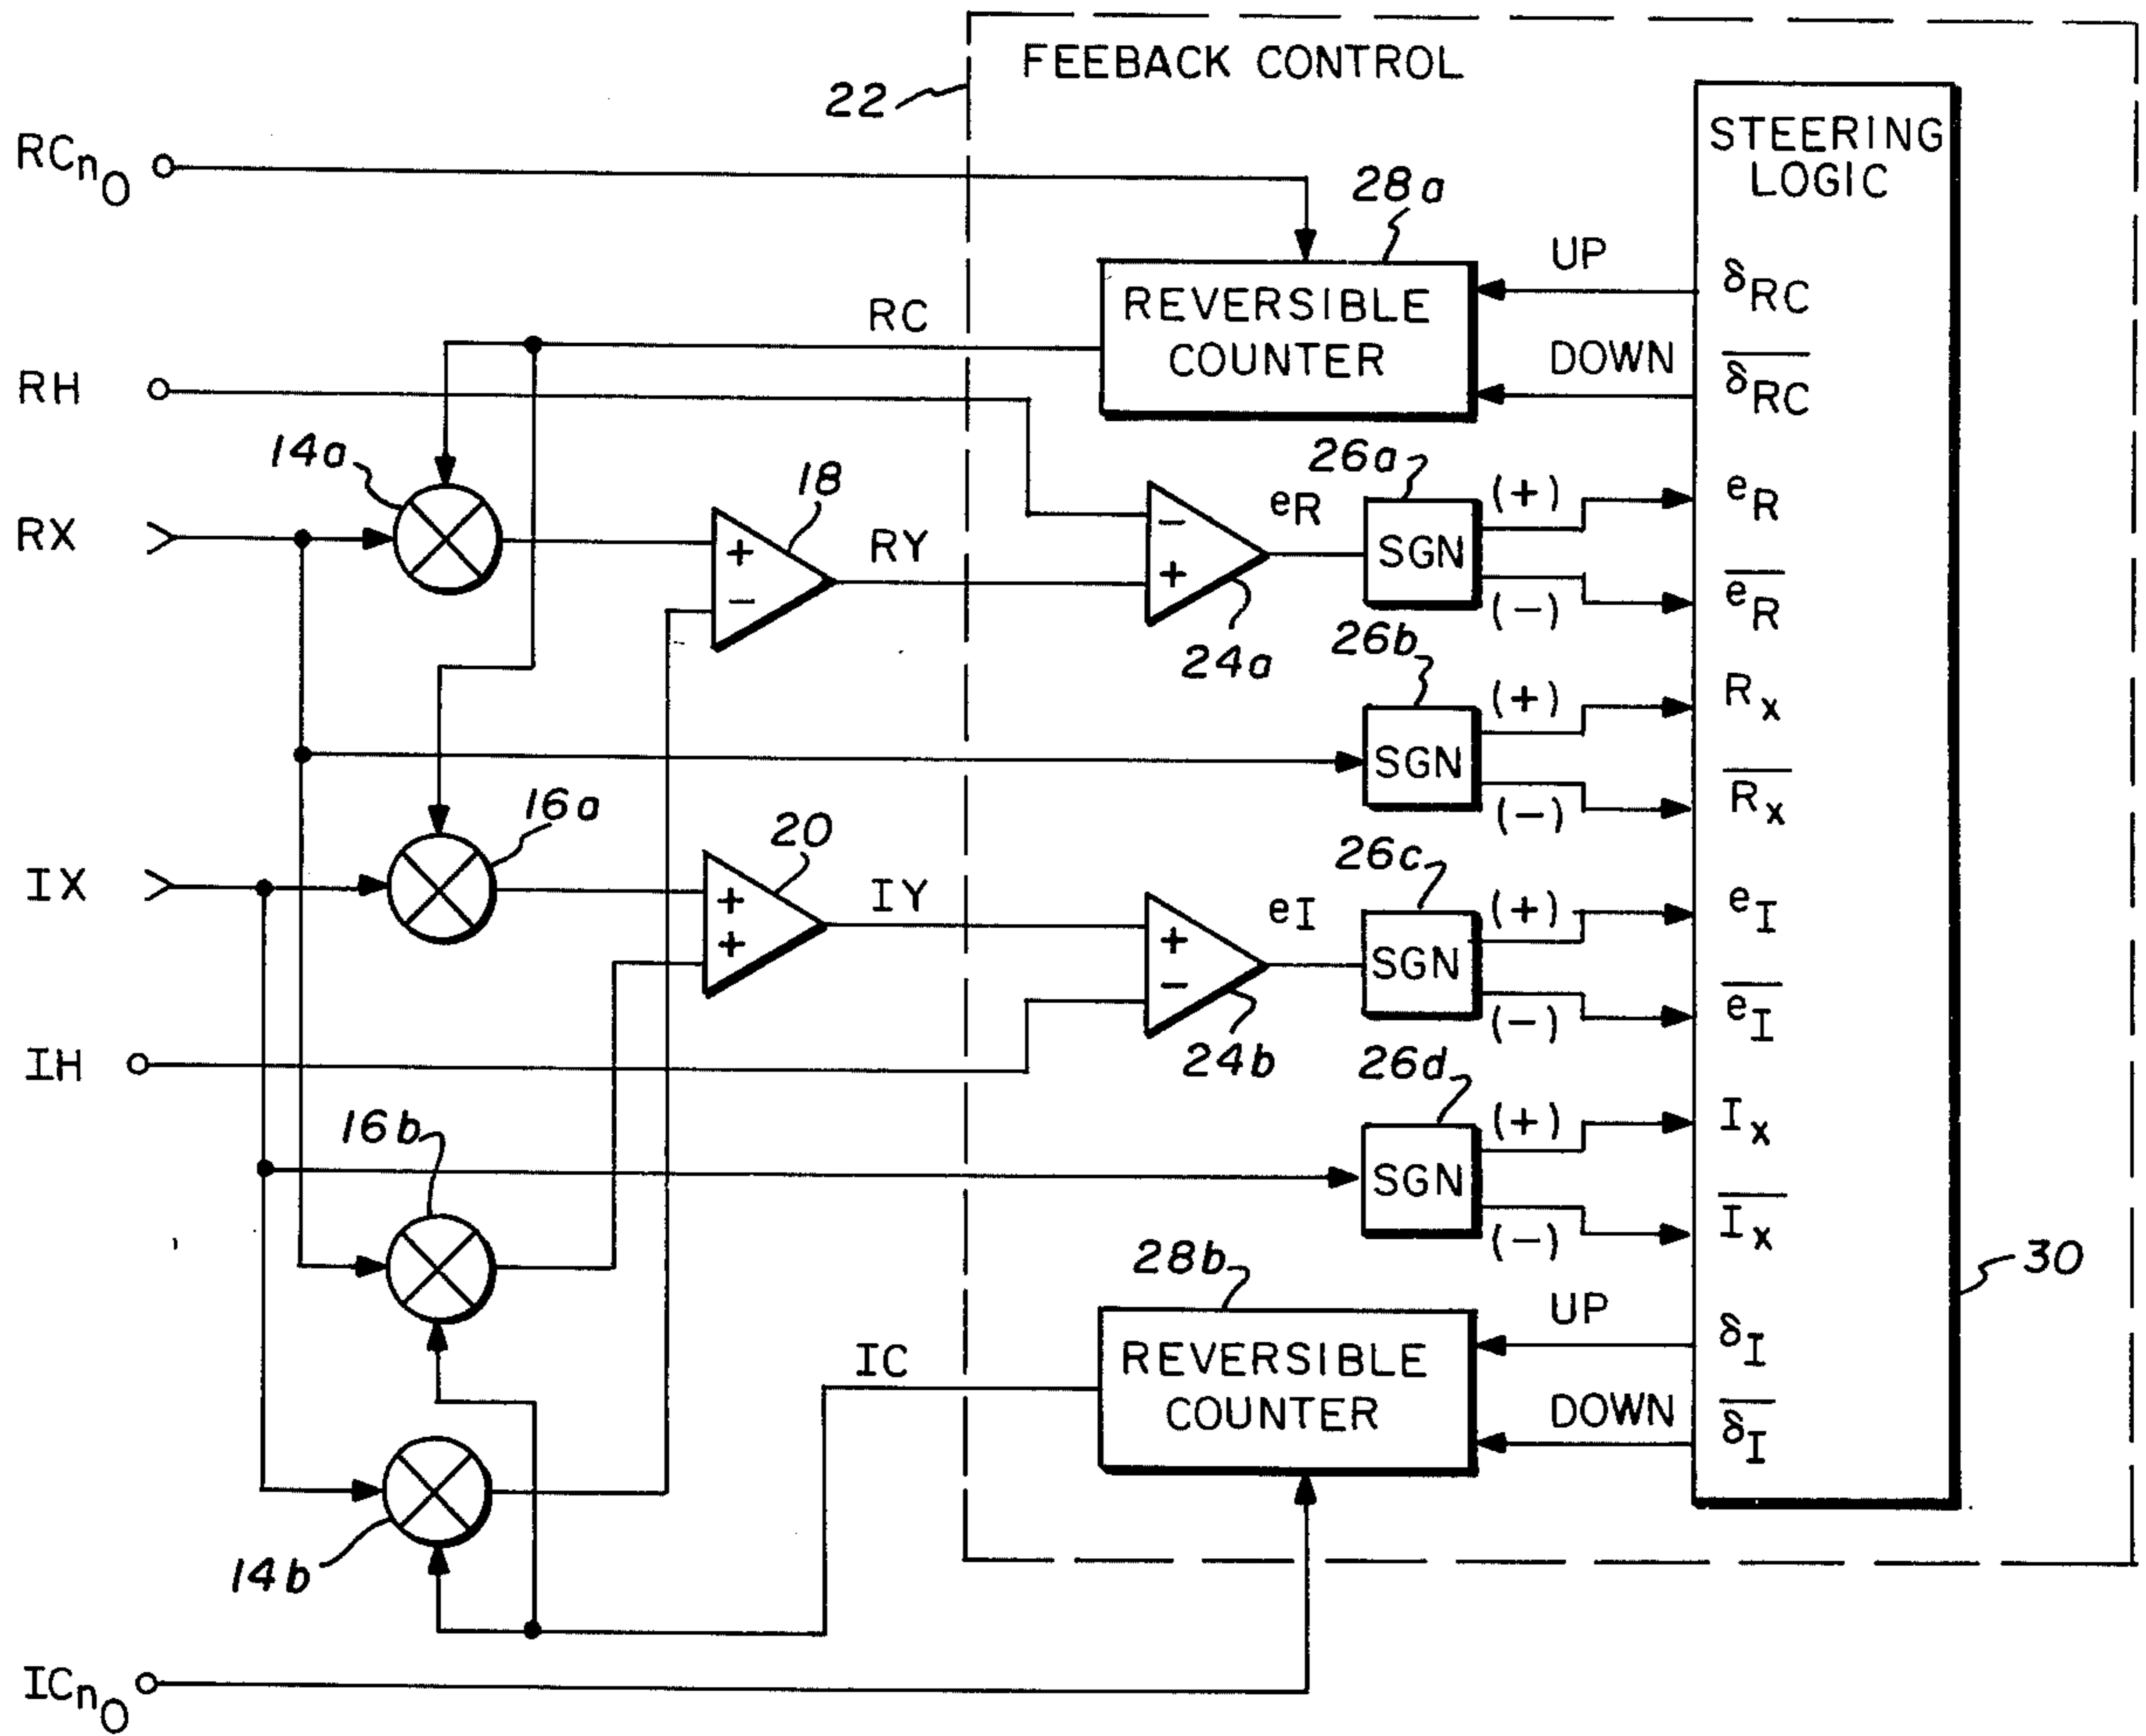 FEEBACK CONTROL
22
STEERING
LOGIC
RCn0
28a
UP
δRC
REVERSIBLE
COUNTER
RC
DOWN
δRC
RH
14a
18
26a
(+)
eR
RX
+
−
RY
−
+
eR
SGN
(−)
eR
24a
26b
(+)
Rx
SGN
(−)
Rx
16a
20
26c
(+)
eI
IX
+
+
IY
+
−
eI
SGN
(−)
eI
IH
24b
26d
16b
(+)
Ix
SGN
(−)
Ix
28b
30
UP
δI
IC
REVERSIBLE
COUNTER
DOWN
δI
14b
ICn0